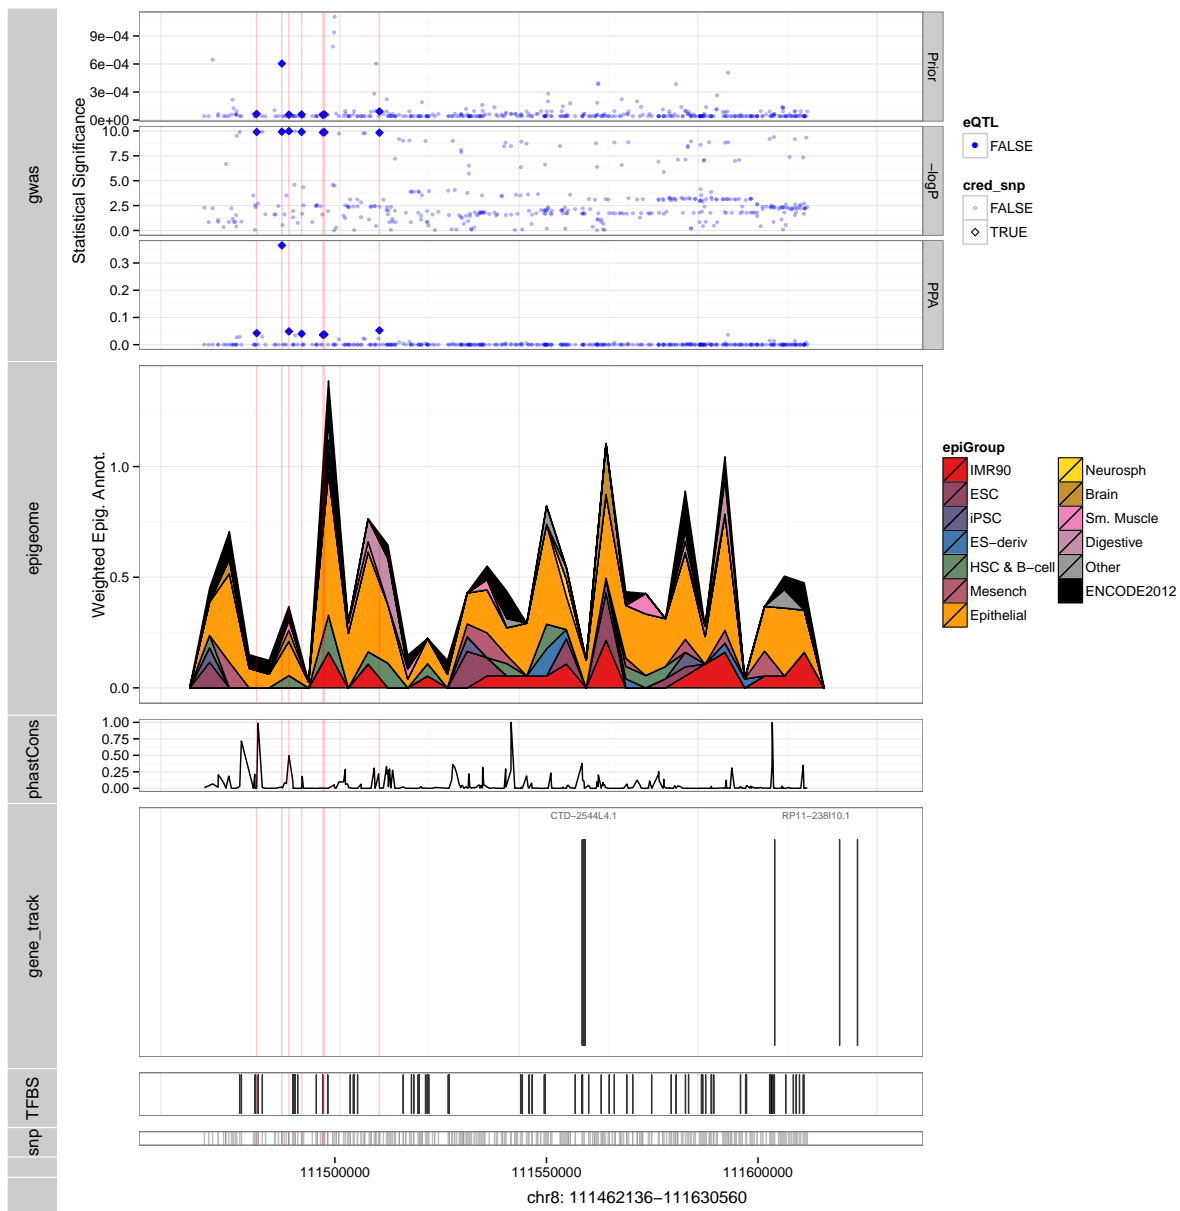 gwas
Statistical Significance
9e−04
6e−04
3e−04
0e+00
Prior
10.0
7.5
5.0
2.5
0.0
−logP
0.3
0.2
0.1
0.0
PPA
eQTL
FALSE
cred_snp
FALSE
TRUE
epigeome
Weighted Epig. Annot.
1.0
0.5
0.0
epiGroup
IMR90
ESC
iPSC
ES−deriv
HSC & B−cell
Mesench
Epithelial
Neurosph
Brain
Sm. Muscle
Digestive
Other
ENCODE2012
phastCons
1.00
0.75
0.50
0.25
0.00
gene_track
CTD−2544L4.1
RP11−238I10.1
TFBS
snp
111500000
111550000
111600000
chr8: 111462136−111630560